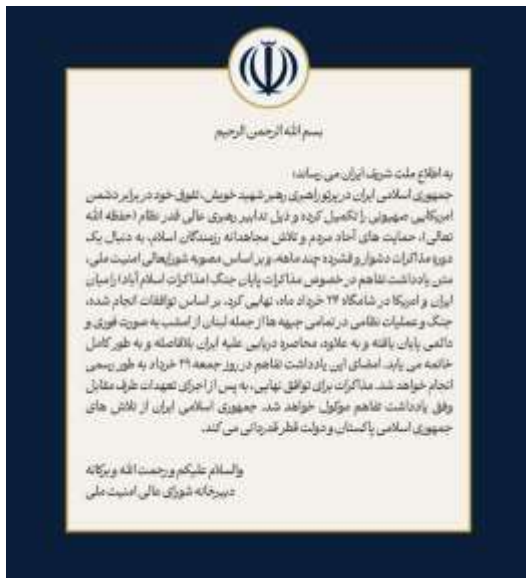 بسم الله الرحمن الرحیم
به اطلاع ملت شریف ایران می رساند؛
جمهوری اسلامی ایران در پرتو راهبری رهبر شهید خویش، تفوق خود در برابر دشمن
امریکایی صهیونی را تکمیل کرده و ذیل تدابیر رهبری عالی قدر نظام (حفظه الله
تعالی)، حمایت های آحاد مردم و تلاش مجاهدانه رزمندگان اسلام، به دنبال یک
دوره مذاکرات دشوار و فشرده چند ماهه، و بر اساس مصوبه شورایعالی امنیت ملی،
متن یادداشت تفاهم در خصوص مذاکرات پایان جنگ (مذاکرات اسلام آباد) را میان
ایران و امریکا در شامگاه ۲۴ خرداد ماه، نهایی کرد. بر اساس توافقات انجام شده،
جنگ و عملیات نظامی در تمامی جبهه ها از جمله لبنان از امشب به صورت فوری و
دائمی پایان یافته و به علاوه، محاصره دریایی علیه ایران بلافاصله و به طور کامل
خاتمه می یابد. امضای این یادداشت تفاهم در روز جمعه ۲۹ خرداد به طور رسمی
انجام خواهد شد. مذاکرات برای توافق نهایی، به پس از اجرای تعهدات طرف مقابل
وفق یادداشت تفاهم موکول خواهد شد. جمهوری اسلامی ایران از تلاش های
جمهوری اسلامی پاکستان و دولت قطر قدردانی می کند.
والسلام علیکم و رحمت الله و برکاته
دبیرخانه شورای عالی امنیت ملی